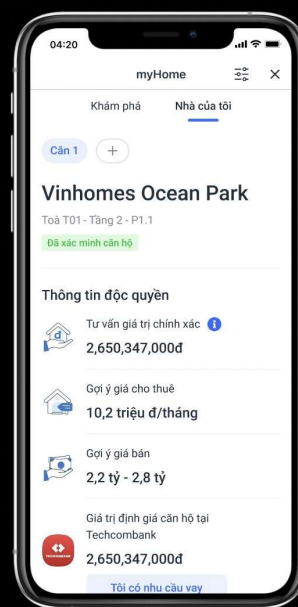 04:20
myHome
Khám phá
Nhà của tôi
Căn 1
+
Vinhomes Ocean Park
Toà T01 - Tầng 2 - P1.1
Đã xác minh căn hộ
Thông tin độc quyền
Tư vấn giá trị chính xác
2,650,347,000đ
Gợi ý giá cho thuê
10,2 triệu đ/tháng
Gợi ý giá bán
2,2 tỷ - 2,8 tỷ
Giá trị định giá căn hộ tại
Techcombank
TECHCOMBANK
2,650,347,000đ
Tôi có nhu cầu vay